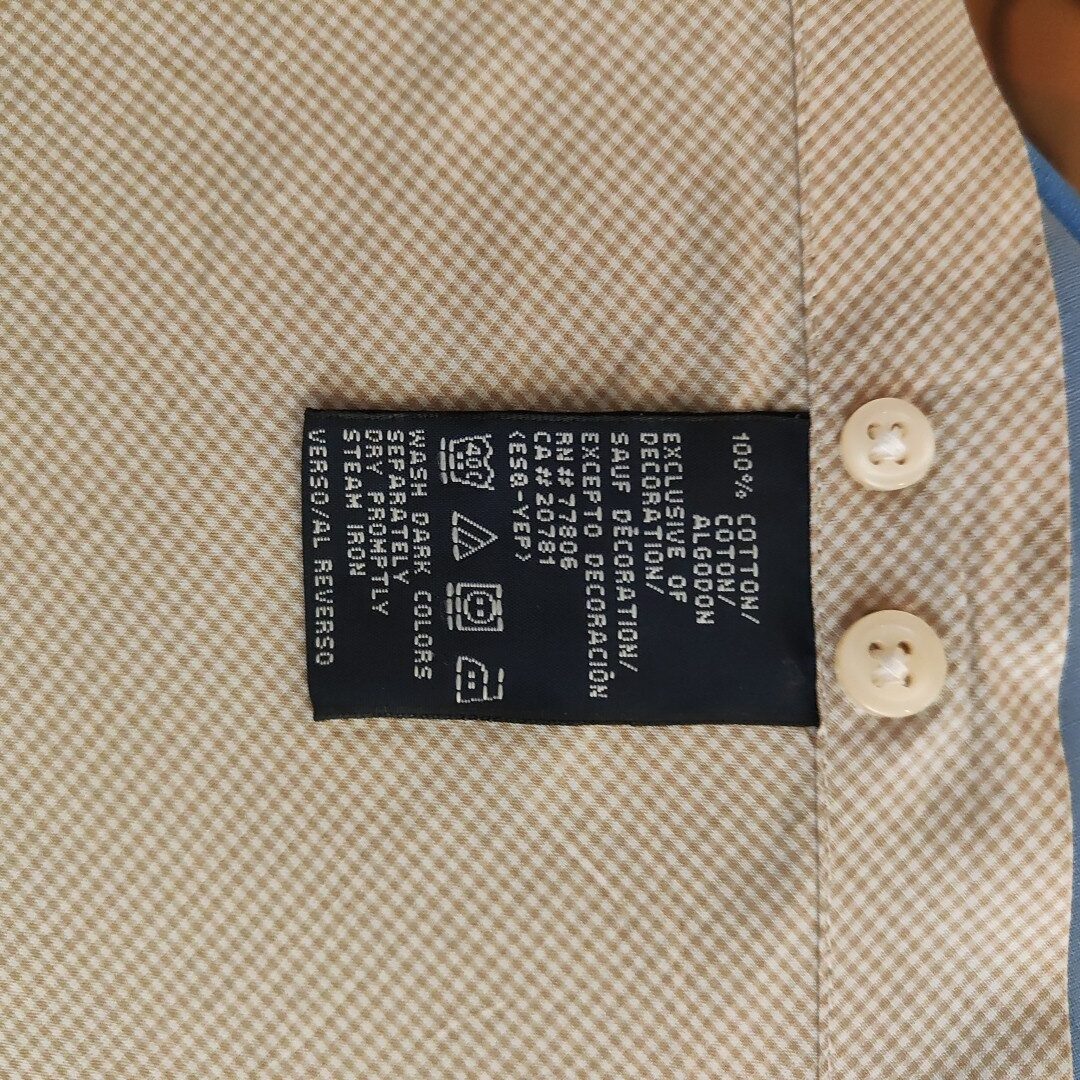 100% COTTON/
COTON/
ALGODON
EXCLUSIVE OF
DECORATION/
SAUF DÉCORATION/
EXCEPTO DECORACIÓN
RN# 77806
CA# 20781
(ES8-YEP)
40C
WASH DARK COLORS
SEPARATELY
DRY PROMPTLY
STEAM IRON
VERSO/AL REVERSO